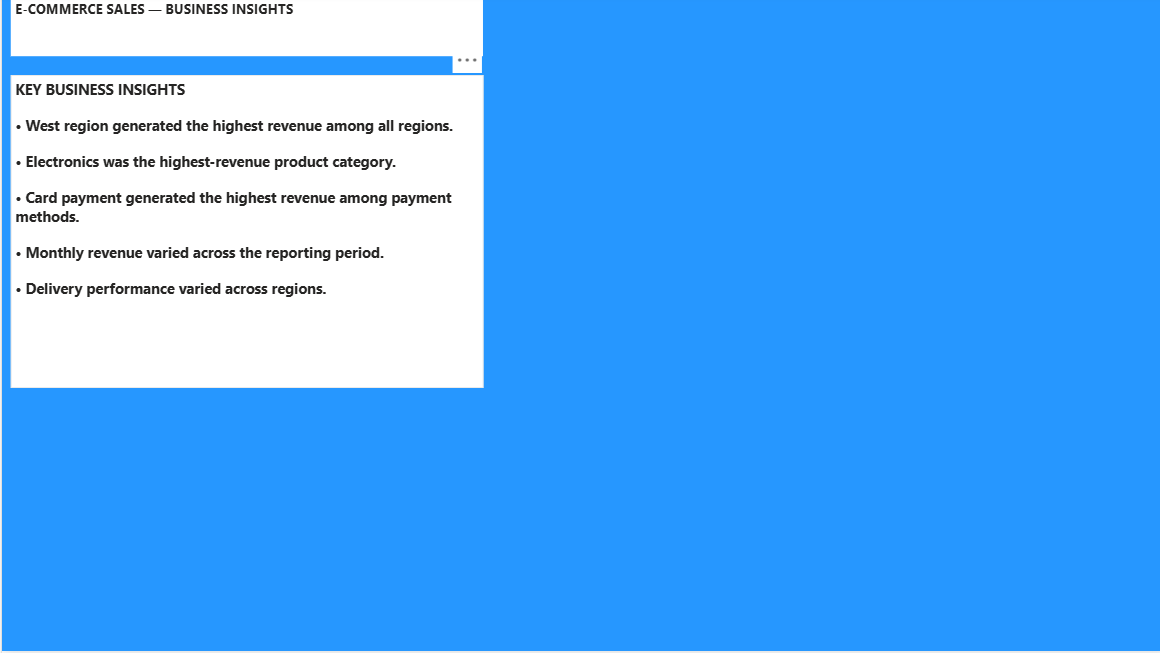 E-COMMERCE SALES — BUSINESS INSIGHTS
KEY BUSINESS INSIGHTS
• West region generated the highest revenue among all regions.
• Electronics was the highest-revenue product category.
• Card payment generated the highest revenue among payment
methods.
• Monthly revenue varied across the reporting period.
• Delivery performance varied across regions.